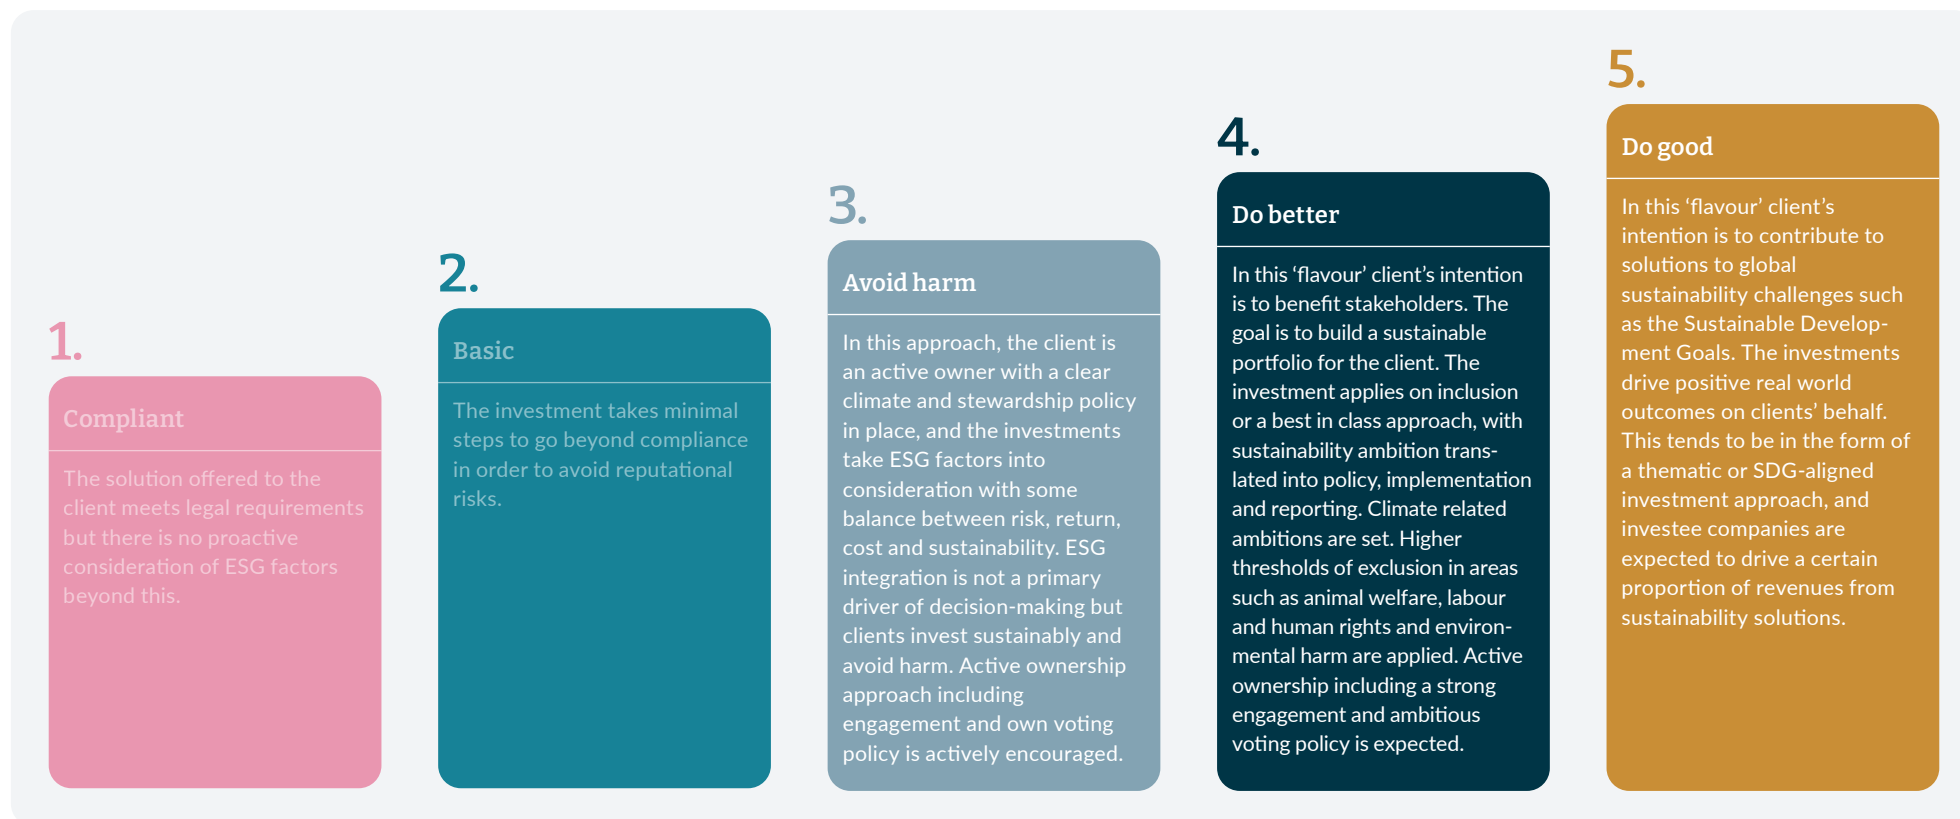 1.
Compliant
The solution offered to the
client meets legal requirements
but there is no proactive
consideration of ESG factors
beyond this.
2.
Basic
The investment takes minimal
steps to go beyond compliance
in order to avoid reputational
risks.
3.
Avoid harm
In this approach, the client is
an active owner with a clear
climate and stewardship policy
in place, and the investments
take ESG factors into
consideration with some
balance between risk, return,
cost and sustainability. ESG
integration is not a primary
driver of decision-making but
clients invest sustainably and
avoid harm. Active ownership
approach including
engagement and own voting
policy is actively encouraged.
4.
Do better
In this ‘flavour’ client’s intention
is to benefit stakeholders. The
goal is to build a sustainable
portfolio for the client. The
investment applies on inclusion
or a best in class approach, with
sustainability ambition trans-
lated into policy, implementation
and reporting. Climate related
ambitions are set. Higher
thresholds of exclusion in areas
such as animal welfare, labour
and human rights and environ-
mental harm are applied. Active
ownership including a strong
engagement and ambitious
voting policy is expected.
5.
Do good
In this ‘flavour’ client’s
intention is to contribute to
solutions to global
sustainability challenges such
as the Sustainable Develop-
ment Goals. The investments
drive positive real world
outcomes on clients’ behalf.
This tends to be in the form of
a thematic or SDG-aligned
investment approach, and
investee companies are
expected to drive a certain
proportion of revenues from
sustainability solutions.